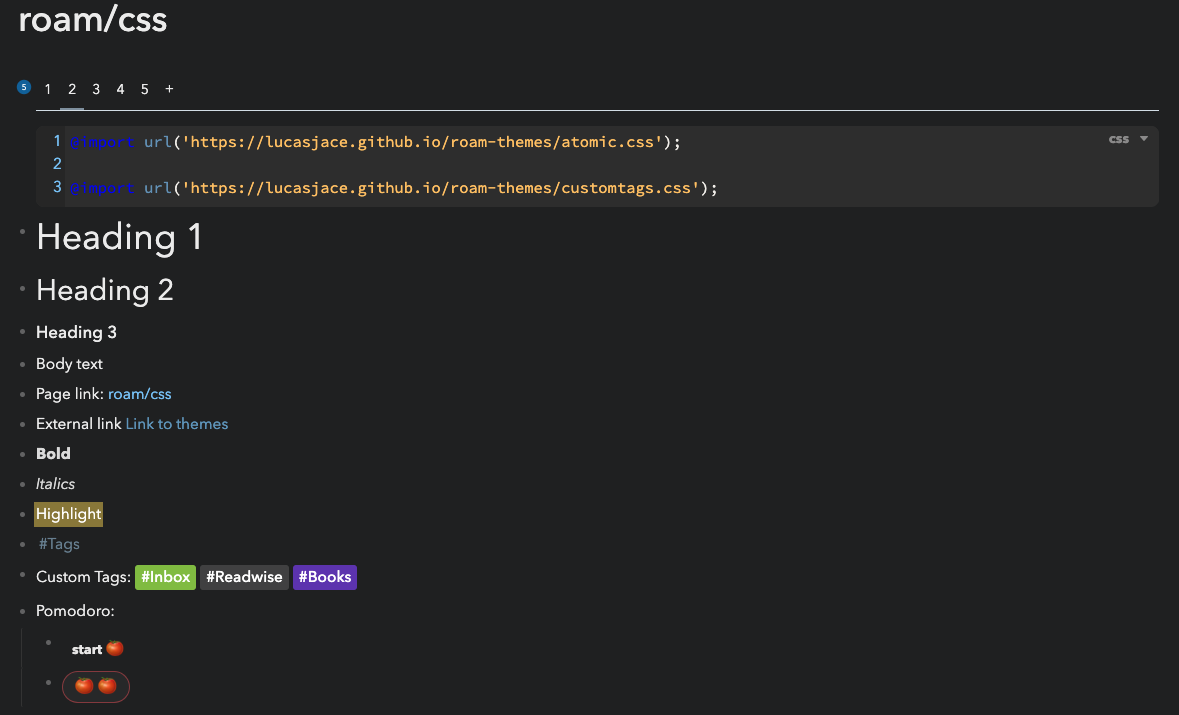 roam/css
5 1 2 3 4 5 +
1 @import url('https://lucasjace.github.io/roam-themes/atomic.css'); css
2
3 @import url('https://lucasjace.github.io/roam-themes/customtags.css');
Heading 1
Heading 2
Heading 3
Body text
Page link: roam/css
External link Link to themes
Bold
Italics
Highlight
#Tags
Custom Tags: #Inbox #Readwise #Books
Pomodoro:
start 🍅
🍅 🍅